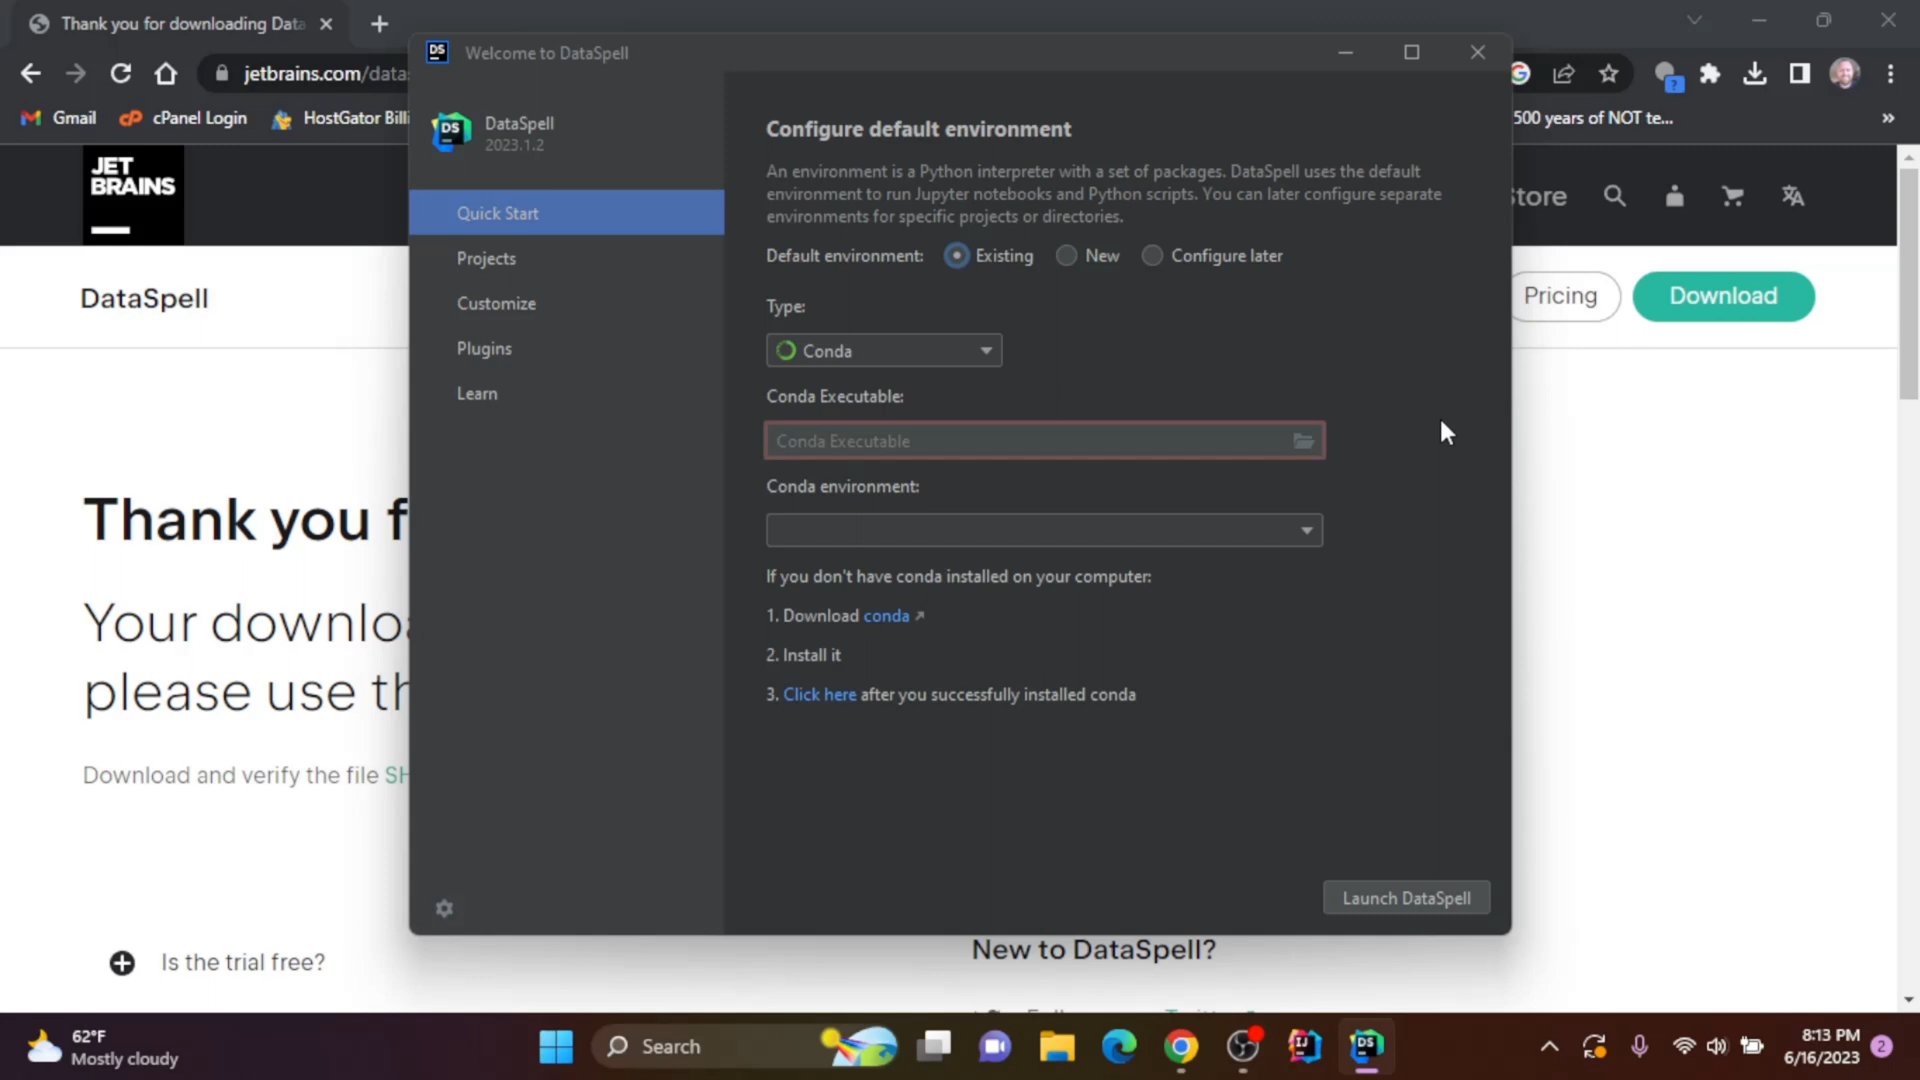 Thank you for downloading Data
Welcome to DataSpell
jetbrains.com/data
Gmail
cPanel Login
HostGator Billi
500 years of NOT te...
JET
BRAINS
DS
DataSpell
2023.1.2
Quick Start
Projects
Customize
Plugins
Learn
Configure default environment
An environment is a Python interpreter with a set of packages. DataSpell uses the default
environment to run Jupyter notebooks and Python scripts. You can later configure separate
environments for specific projects or directories.
Default environment: Existing New Configure later
Type:
Conda
Conda Executable:
Conda Executable
Conda environment:
If you don't have conda installed on your computer:
1. Download conda ↗
2. Install it
3. Click here after you successfully installed conda
Launch DataSpell
Store
DataSpell
Pricing
Download
Thank you f
Your downlo
please use th
Download and verify the file SH
Is the trial free?
New to DataSpell?
62°F
Mostly cloudy
Search
8:13 PM
6/16/2023
2